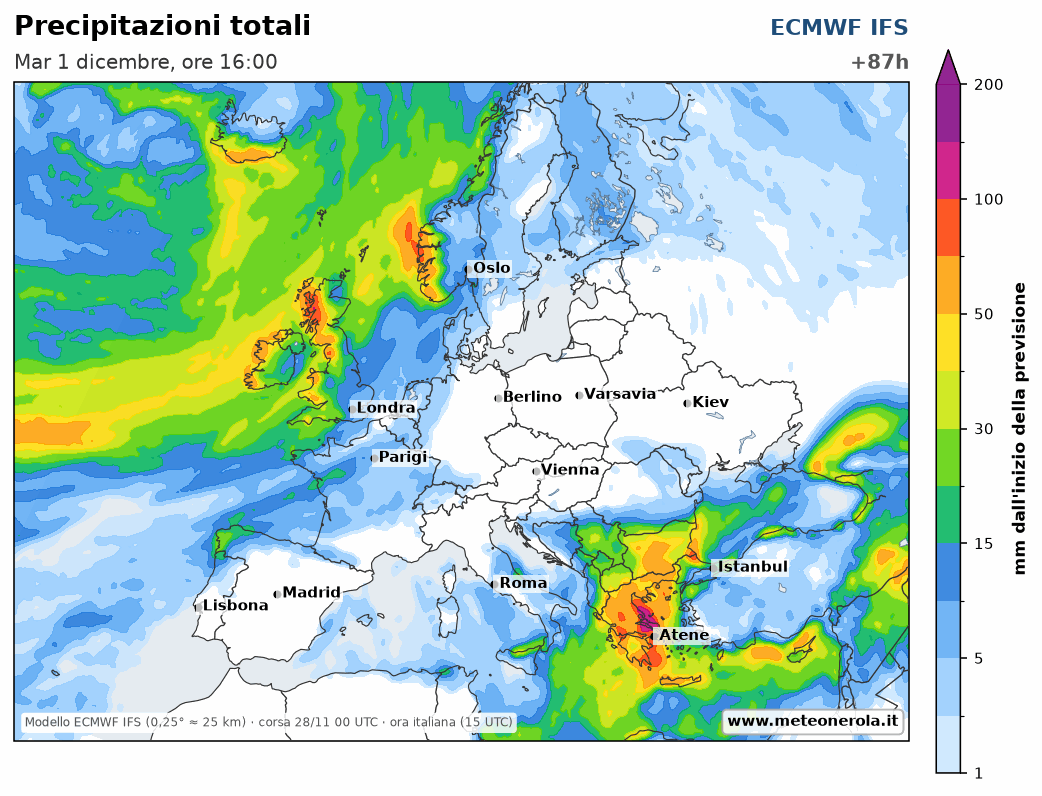 Precipitazioni totali
ECMWF IFS
Mar 1 dicembre, ore 16:00
+87h
200
100
50
30
15
5
1
mm dall'inizio della previsione
Oslo
Berlino
Varsavia
Kiev
Londra
Parigi
Vienna
Istanbul
Roma
Madrid
Lisbona
Atene
Modello ECMWF IFS (0,25° ≈ 25 km) · corsa 28/11 00 UTC · ora italiana (15 UTC)
www.meteonerola.it